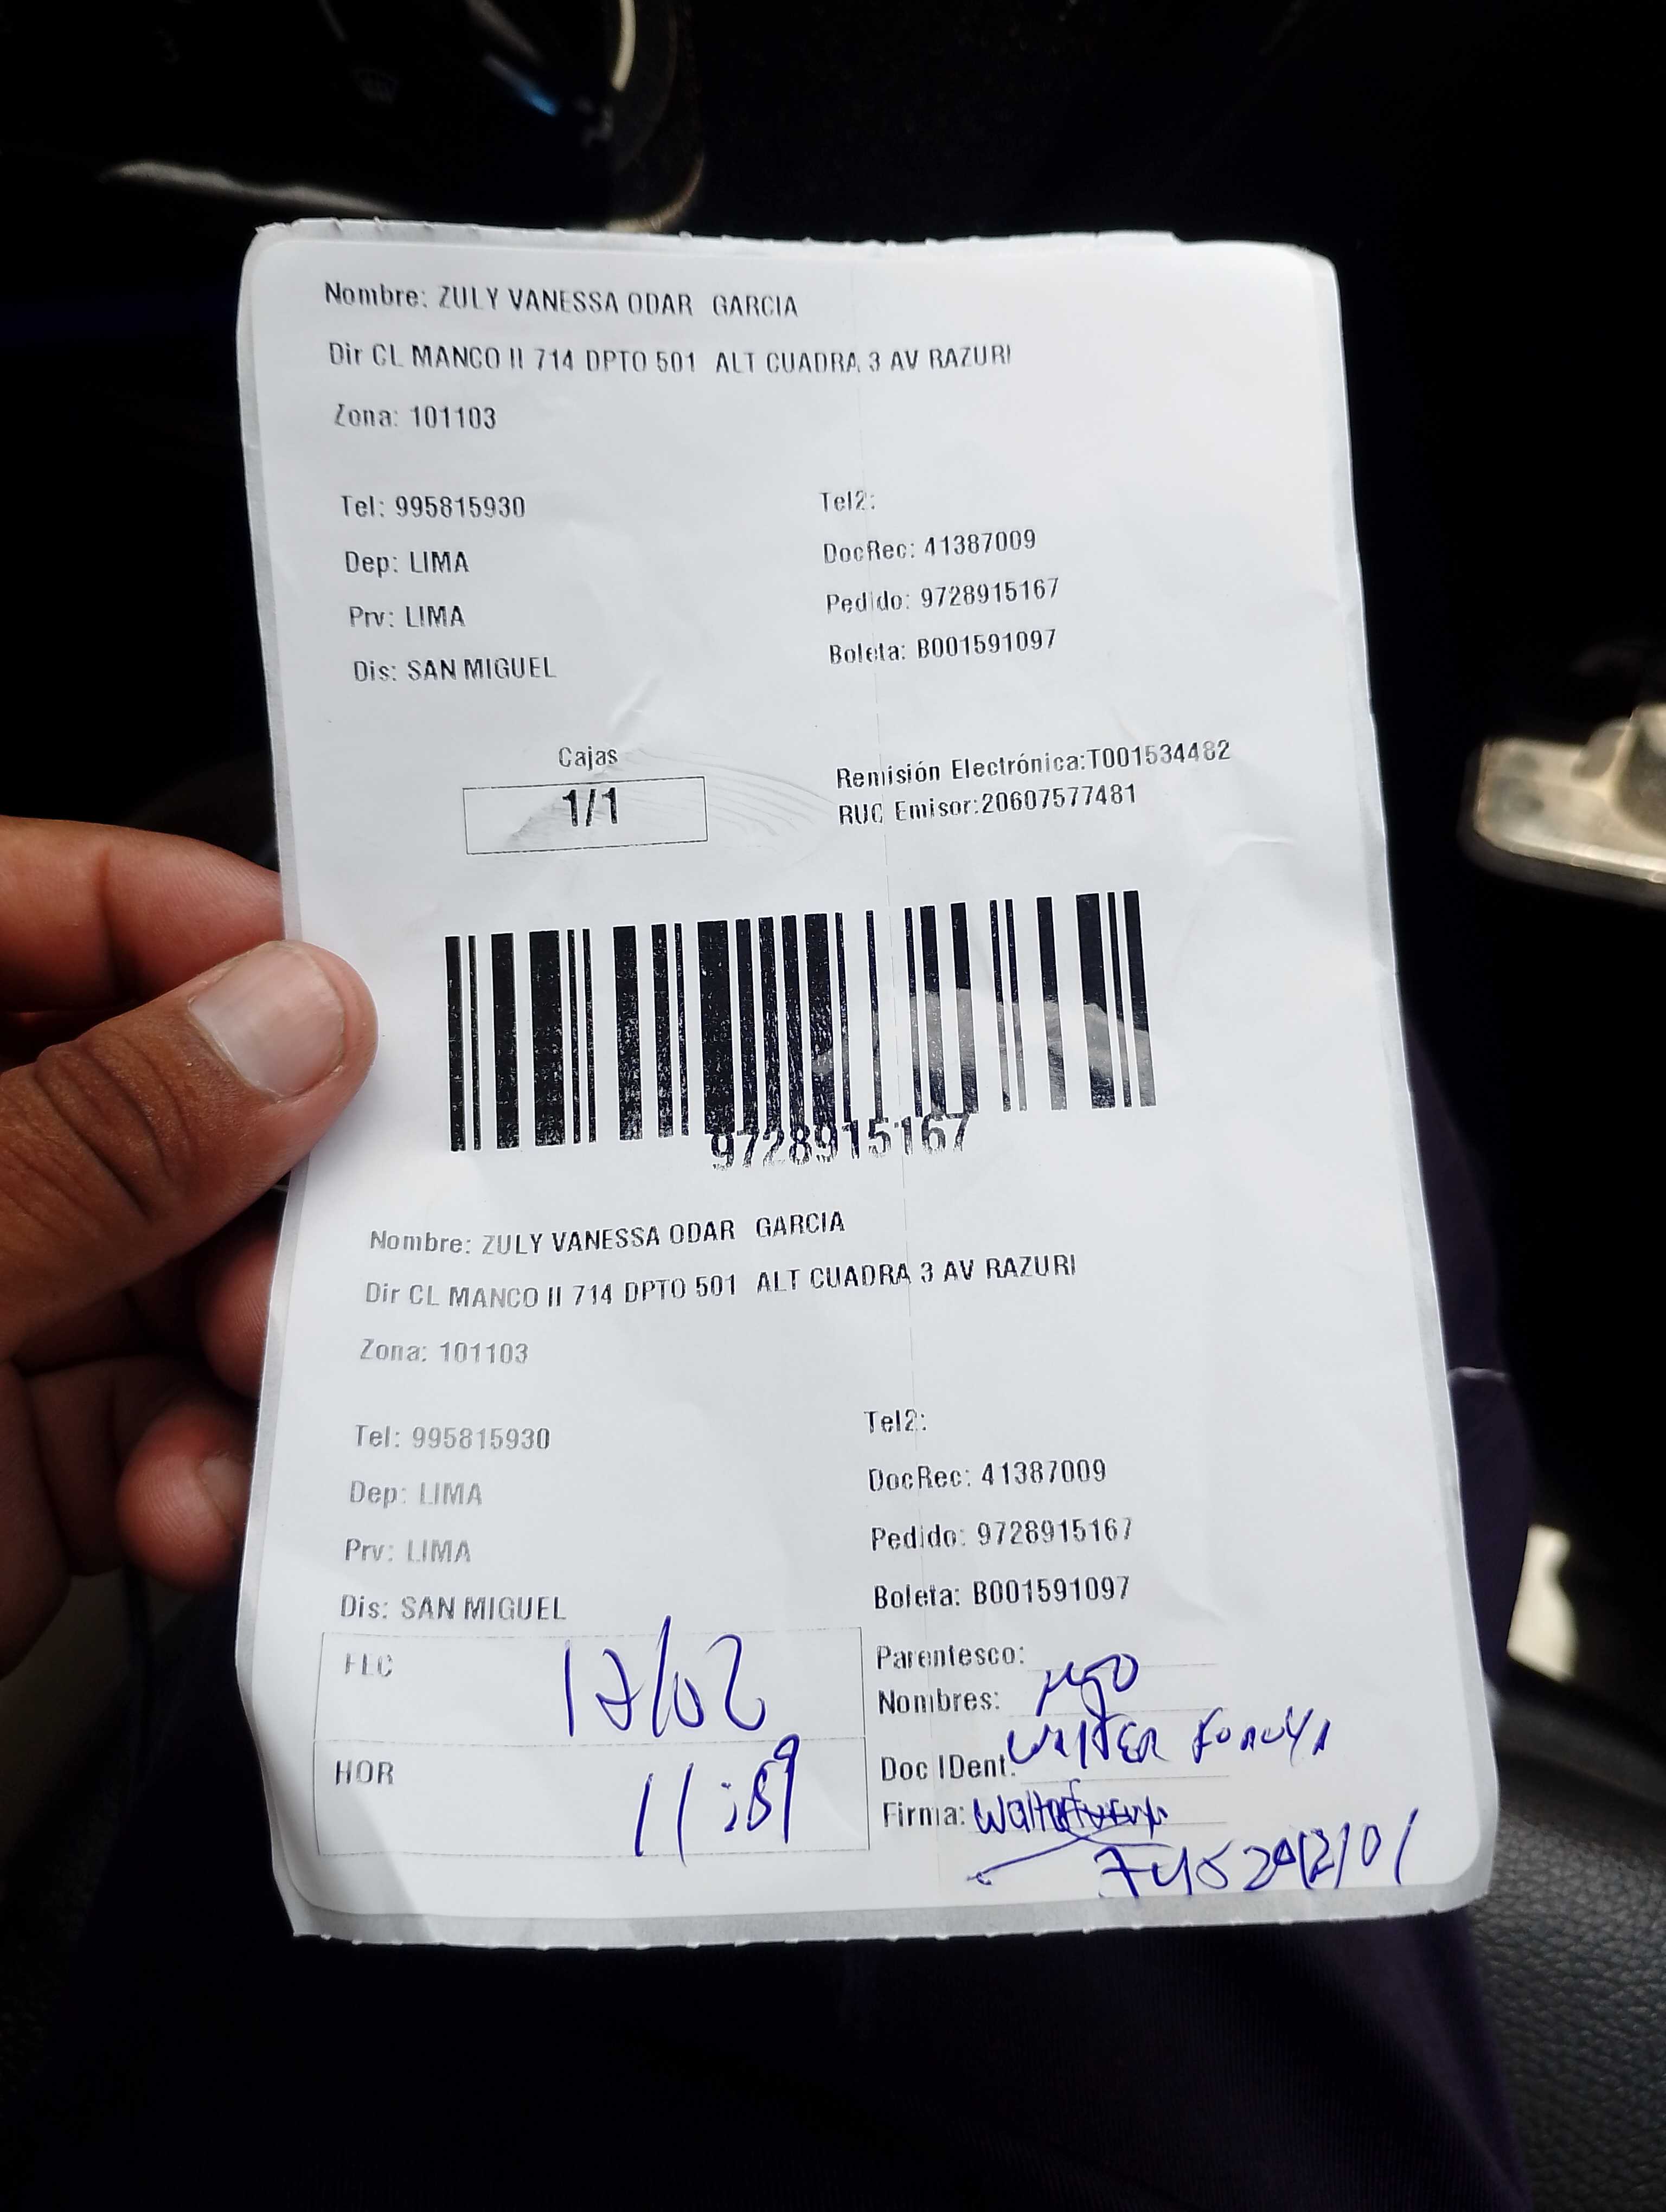 Nombre: ZULY VANESSA ODAR GARCIA
Dir CL MANCO II 714 DPTO 501 ALT CUADRA 3 AV RAZURI
Zona: 101103
Tel: 995815930 Tel2:
Dep: LIMA DocRec: 41387009
Prv: LIMA Pedido: 9728915167
Dis: SAN MIGUEL Boleta: B001591097
Cajas
1/1
Remisión Electrónica:T001534482
RUC Emisor:20607577481
9728915167
Nombre: ZULY VANESSA ODAR GARCIA
Dir CL MANCO II 714 DPTO 501 ALT CUADRA 3 AV RAZURI
Zona: 101103
Tel: 995815930 Tel2:
Dep: LIMA DocRec: 41387009
Prv: LIMA Pedido: 9728915167
Dis: SAN MIGUEL Boleta: B001591097
FEC 17/02
HOR 11:59
Parentesco:
Nombres:
WALTER
Doc IDent:
Firma: